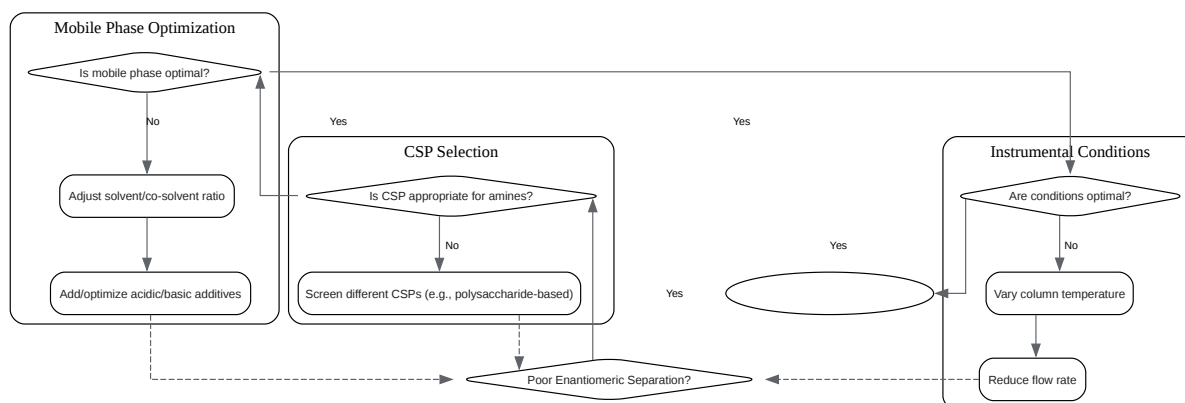 Mobile Phase Optimization
Is mobile phase optimal?
No
Yes
Yes
CSP Selection
Instrumental Conditions
Adjust solvent/co-solvent ratio
Is CSP appropriate for amines?
Are conditions optimal?
No
Yes
No
Add/optimize acidic/basic additives
Screen different CSPs (e.g., polysaccharide-based)
Yes
Vary column temperature
Poor Enantiomeric Separation?
Reduce flow rate